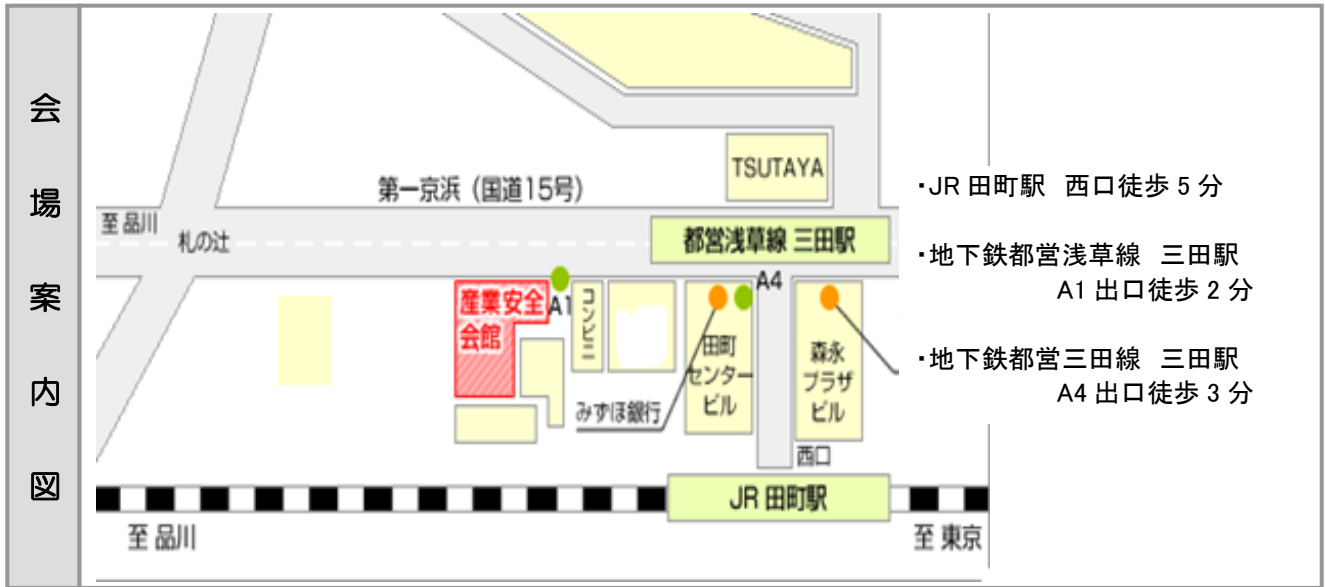 会
場
案
内
図
TSUTAYA
第一京浜（国道15号）
至 品川
札の辻
都営浅草線 三田駅
A4
A1
産業安全
会館
コンビニ
田町
センター
ビル
森永
プラザ
ビル
みずほ銀行
西口
JR 田町駅
至 品川
至 東京
・JR 田町駅　西口徒歩 5 分
・地下鉄都営浅草線　三田駅
A1 出口徒歩 2 分
・地下鉄都営三田線　三田駅
A4 出口徒歩 3 分